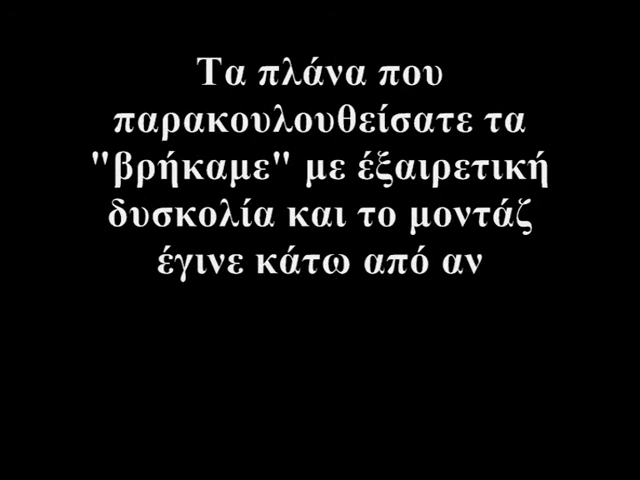 Τα πλάνα που
παρακουλουθείσατε τα
"βρήκαμε" με έξαιρετική
δυσκολία και το μοντάζ
έγινε κάτω από αν